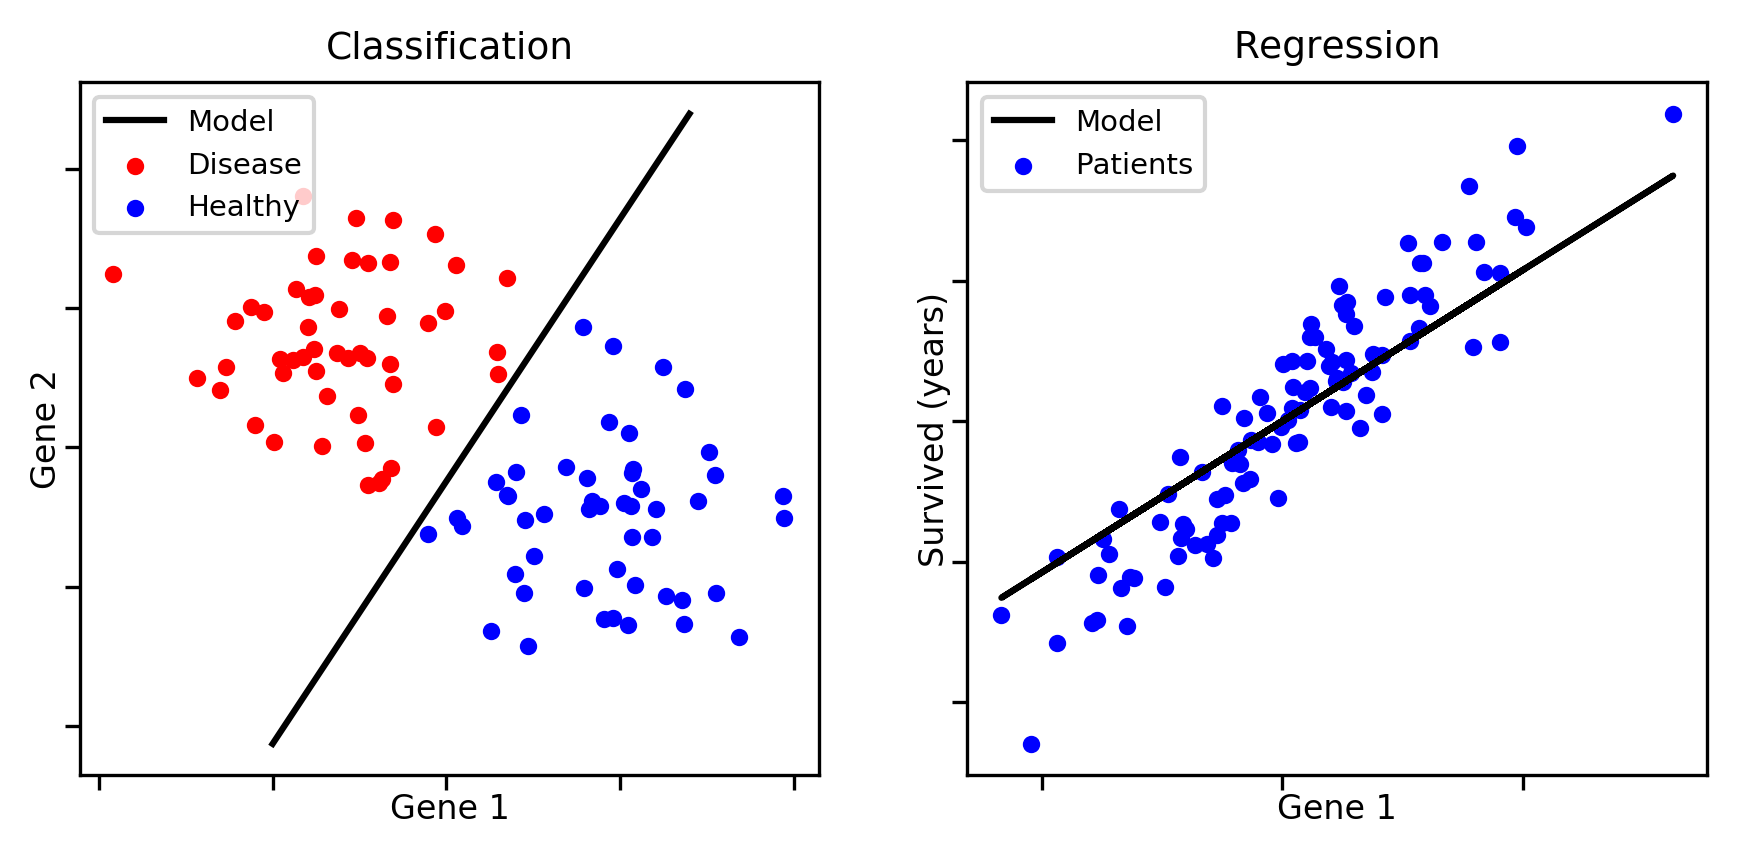 Classification
Model
Disease
Healthy
Gene 2
Gene 1
Regression
Model
Patients
Survived (years)
Gene 1